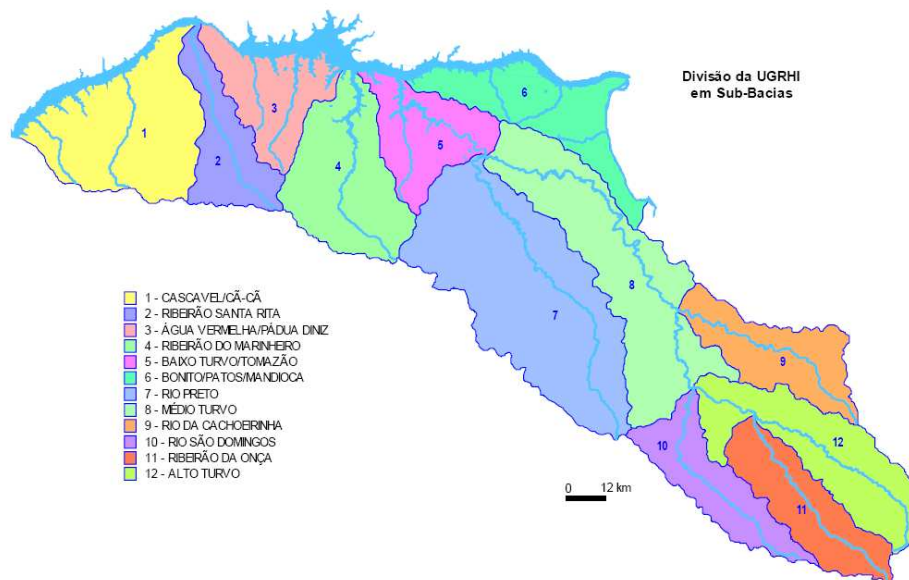 Divisão da UGRHI
em Sub-Bacias
1
2
3
4
5
6
7
8
9
10
11
12
1 - CASCAVEL/CÃ-CÃ
2 - RIBEIRÃO SANTA RITA
3 - ÁGUA VERMELHA/PÁDUA DINIZ
4 - RIBEIRÃO DO MARINHEIRO
5 - BAIXO TURVO/TOMAZÃO
6 - BONITO/PATOS/MANDIOCA
7 - RIO PRETO
8 - MÉDIO TURVO
9 - RIO DA CACHOEIRINHA
10 - RIO SÃO DOMINGOS
11 - RIBEIRÃO DA ONÇA
12 - ALTO TURVO
0 12 km